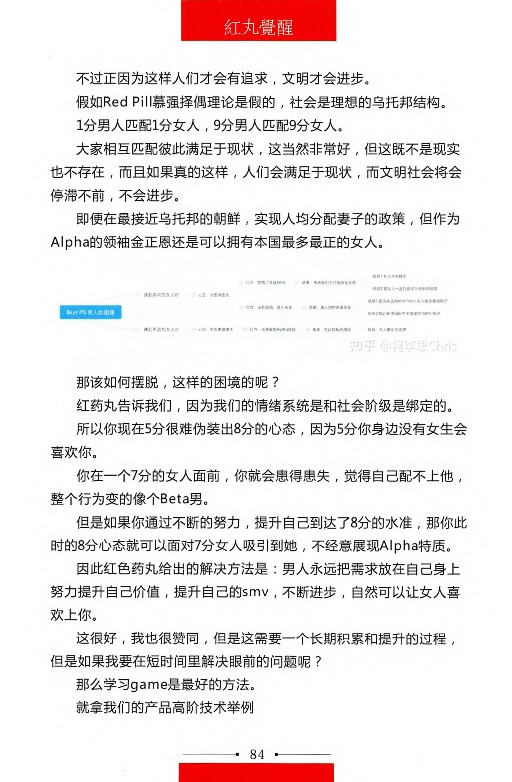 紅丸覺醒
不过正因为这样人们才会有追求，文明才会进步。
假如Red Pill慕强择偶理论是假的，社会是理想的乌托邦结构。
1分男人匹配1分女人，9分男人匹配9分女人。
大家相互匹配彼此满足于现状，这当然非常好，但这既不是现实
也不存在，而且如果真的这样，人们会满足于现状，而文明社会将会
停滞不前，不会进步。
即便在最接近乌托邦的朝鲜，实现人均分配妻子的政策，但作为
Alpha的领袖金正恩还是可以拥有本国最多最正的女人。
知乎 @柯李思Chris
那该如何摆脱，这样的困境的呢？
红药丸告诉我们，因为我们的情绪系统是和社会阶级是绑定的。
所以你现在5分很难伪装出8分的心态，因为5分你身边没有女生会
喜欢你。
你在一个7分的女人面前，你就会患得患失，觉得自己配不上他，
整个行为变的像个Beta男。
但是如果你通过不断的努力，提升自己到达了8分的水准，那你此
时的8分心态就可以面对7分女人吸引到她，不经意展现Alpha特质。
因此红色药丸给出的解决方法是：男人永远把需求放在自己身上
努力提升自己价值，提升自己的smv，不断进步，自然可以让女人喜
欢上你。
这很好，我也很赞同，但是这需要一个长期积累和提升的过程，
但是如果我要在短时间里解决眼前的问题呢？
那么学习game是最好的方法。
就拿我们的产品高阶技术举例
84